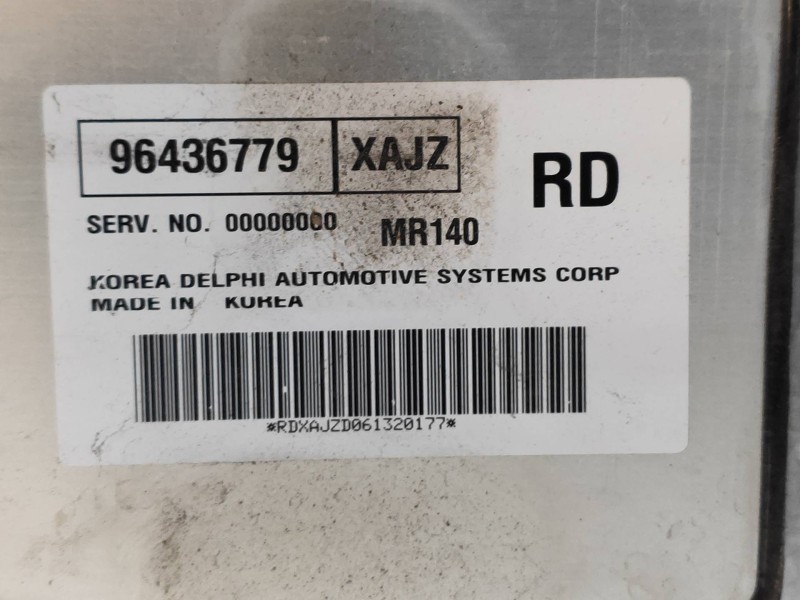 96436779 XAJZ RD
SERV. NO. 00000000 MR140
KOREA DELPHI AUTOMOTIVE SYSTEMS CORP
MADE IN KOREA
*RDXAJZD061320177*